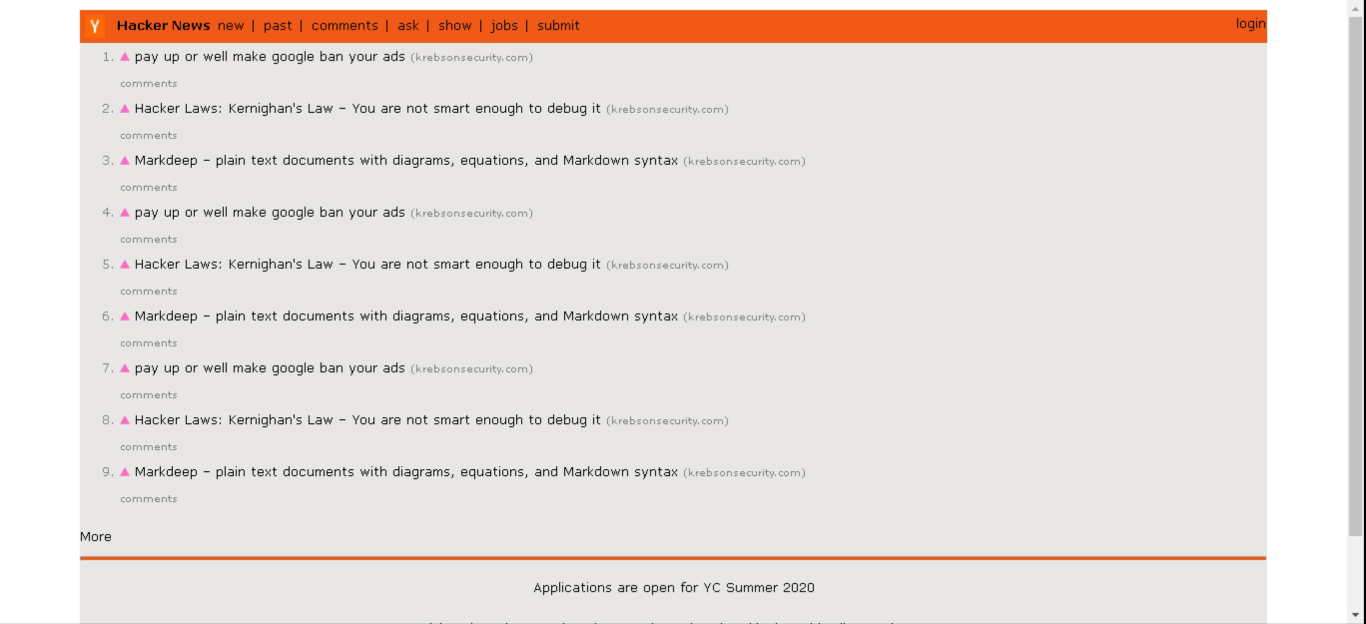 Y Hacker News new | past | comments | ask | show | jobs | submit login
1. ▲ pay up or well make google ban your ads (krebsonsecurity.com)
comments
2. ▲ Hacker Laws: Kernighan's Law – You are not smart enough to debug it (krebsonsecurity.com)
comments
3. ▲ Markdeep – plain text documents with diagrams, equations, and Markdown syntax (krebsonsecurity.com)
comments
4. ▲ pay up or well make google ban your ads (krebsonsecurity.com)
comments
5. ▲ Hacker Laws: Kernighan's Law – You are not smart enough to debug it (krebsonsecurity.com)
comments
6. ▲ Markdeep – plain text documents with diagrams, equations, and Markdown syntax (krebsonsecurity.com)
comments
7. ▲ pay up or well make google ban your ads (krebsonsecurity.com)
comments
8. ▲ Hacker Laws: Kernighan's Law – You are not smart enough to debug it (krebsonsecurity.com)
comments
9. ▲ Markdeep – plain text documents with diagrams, equations, and Markdown syntax (krebsonsecurity.com)
comments
More
Applications are open for YC Summer 2020